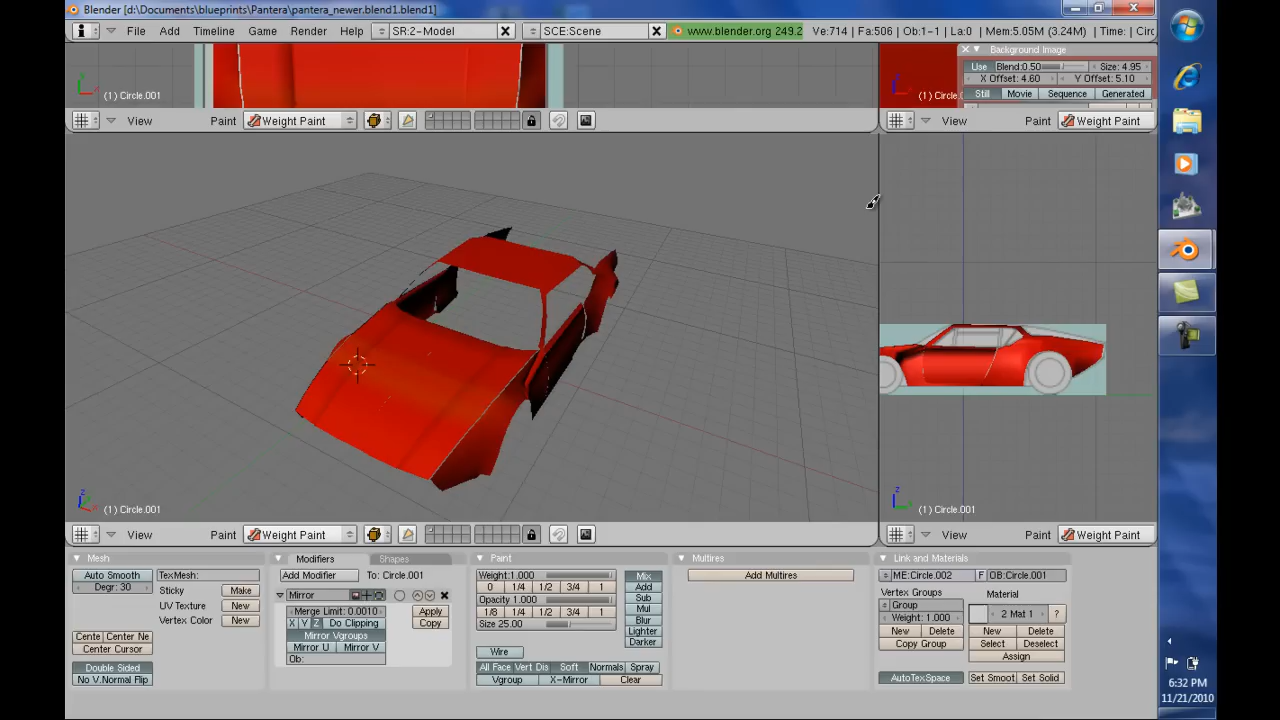 Blender [d:\Documents\blueprints\Pantera\pantera_newer.blend1.blend1]
File Add Timeline Game Render Help SR:2-Model SCE:Scene www.blender.org 249.2 Ve:714 | Fa:506 | Ob:1-1 | La:0 | Mem:5.05M (3.24M) | Time: | Circ
Background Image
Use Blend:0.50 Size: 4.95
X Offset: 4.60 Y Offset: 5.10
Still Movie Sequence Generated
(1) Circle.001
(1) Circle.
View Paint Weight Paint
View Paint Weight Paint
(1) Circle.001
(1) Circle.001
View Paint Weight Paint
View Paint Weight Paint
Mesh
Auto Smooth
Degr: 30
TexMesh:
Sticky Make
UV Texture New
Vertex Color New
Cente Center Ne
Center Cursor
Double Sided
No V.Normal Flip
Modifiers Shapes
Add Modifier To: Circle.001
Mirror
Merge Limit: 0.0010
X Y Z Do Clipping
Mirror Vgroups
Mirror U Mirror V
Ob:
Apply
Copy
Paint
Weight:1.000
0 1/4 1/2 3/4 1
Opacity 1.000
1/8 1/4 1/2 3/4 1
Size 25.00
Mix
Add
Sub
Mul
Blur
Lighter
Darker
Wire
All Face Vert Dis Soft Normals Spray
Vgroup X-Mirror Clear
Multires
Add Multires
Link and Materials
ME:Circle.002 F OB:Circle.001
Vertex Groups
Group
Weight: 1.000
New Delete
Copy Group
AutoTexSpace
Material
2 Mat 1 ?
New Delete
Select Deselect
Assign
Set Smoot Set Solid
6:32 PM
11/21/2010